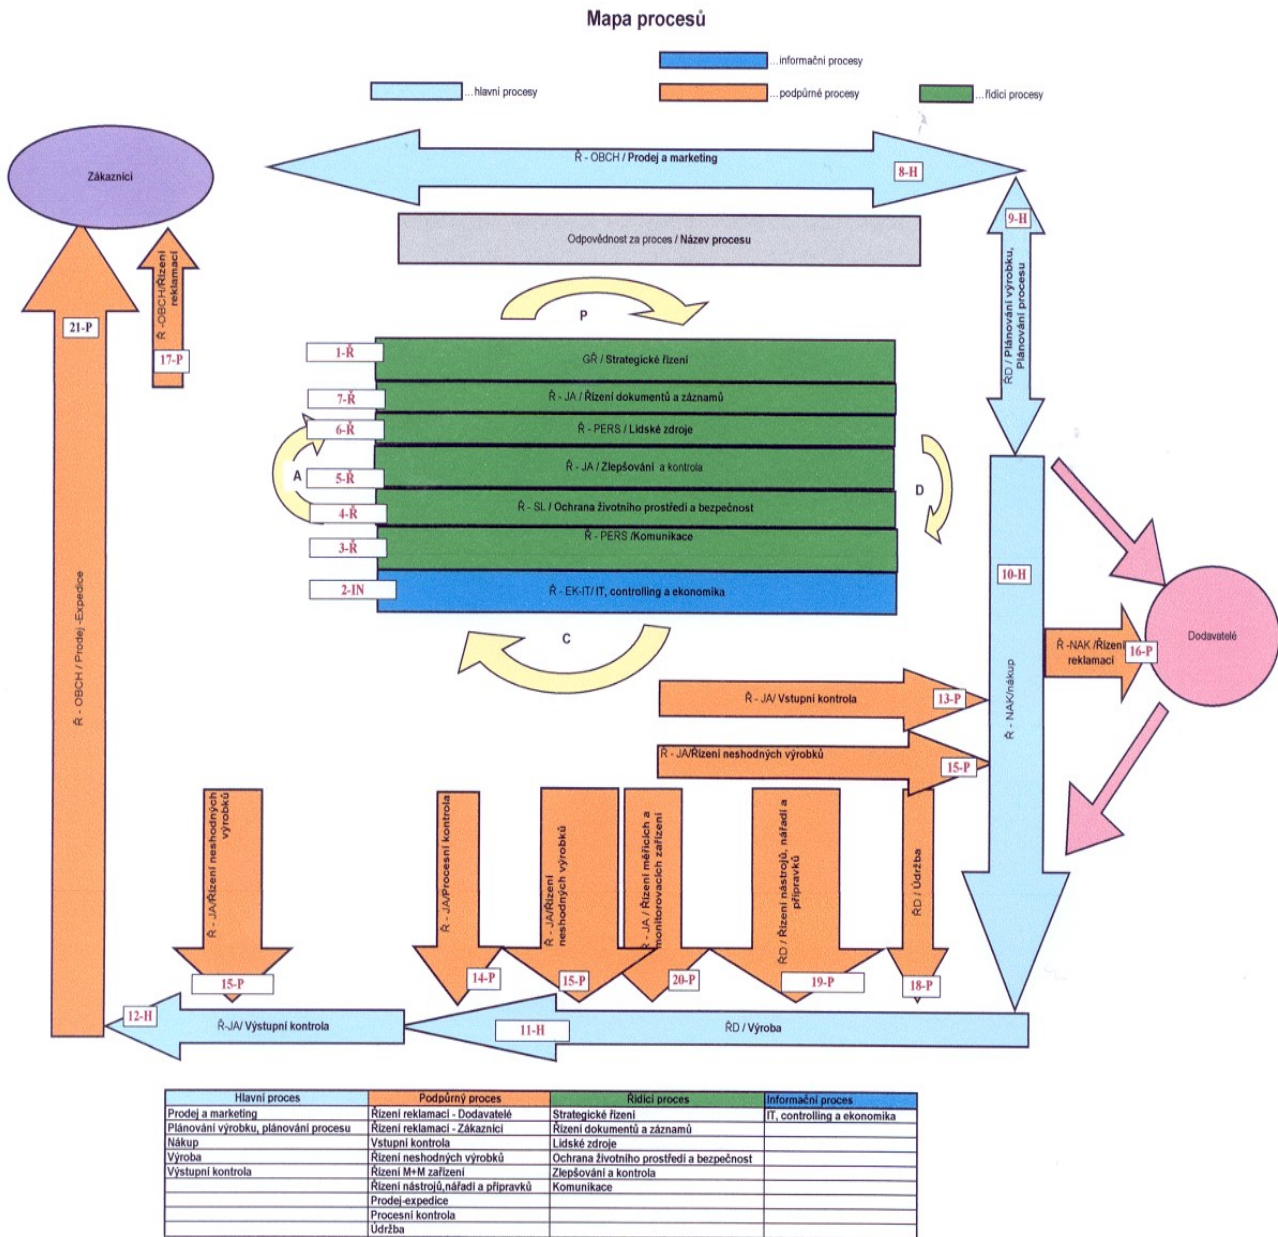 Mapa procesů
...informační procesy
...hlavní procesy
...podpůrné procesy
...řídící procesy
Zákazníci
Ř - OBCH / Prodej a marketing
8-H
9-H
ŘD / Plánování výrobku,
Plánování procesu
Odpovědnost za proces / Název procesu
P
21-P
Ř -OBCH/Řízení
reklamací
17-P
1-Ř
GŘ / Strategické řízení
7-Ř
Ř - JA / Řízení dokumentů a záznamů
6-Ř
Ř - PERS / Lidské zdroje
A
5-Ř
Ř - JA / Zlepšování a kontrola
D
4-Ř
Ř - SL / Ochrana životního prostředí a bezpečnost
3-Ř
Ř - PERS /Komunikace
2-IN
Ř - EK-IT/ IT, controlling a ekonomika
C
10-H
Ř - NAK/nákup
Ř -NAK /Řízení
reklamací
16-P
Dodavatelé
Ř - OBCH / Prodej -Expedice
Ř - JA/ Vstupní kontrola
13-P
Ř - JA/Řízení neshodných výrobků
15-P
Ř - JA/Řízení neshodných
výrobků
15-P
Ř - JA/Procesní kontrola
14-P
Ř - JA/Řízení
neshodných výrobků
15-P
Ř - JA / Řízení měřících a
monitorovacích zařízení
20-P
ŘD / Řízení nástrojů, nářadí a
přípravků
19-P
ŘD / Údržba
18-P
12-H
Ř-JA/ Výstupní kontrola
11-H
ŘD / Výroba
Hlavní proces Podpůrný proces Řídící proces Informační proces
Prodej a marketing Řízení reklamací - Dodavatelé Strategické řízení IT, controlling a ekonomika
Plánování výrobku, plánování procesu Řízení reklamací - Zákazníci Řízení dokumentů a záznamů
Nákup Vstupní kontrola Lidské zdroje
Výroba Řízení neshodných výrobků Ochrana životního prostředí a bezpečnost
Výstupní kontrola Řízení M+M zařízení Zlepšování a kontrola
Řízení nástrojů,nářadí a přípravků Komunikace
Prodej-expedice
Procesní kontrola
Údržba